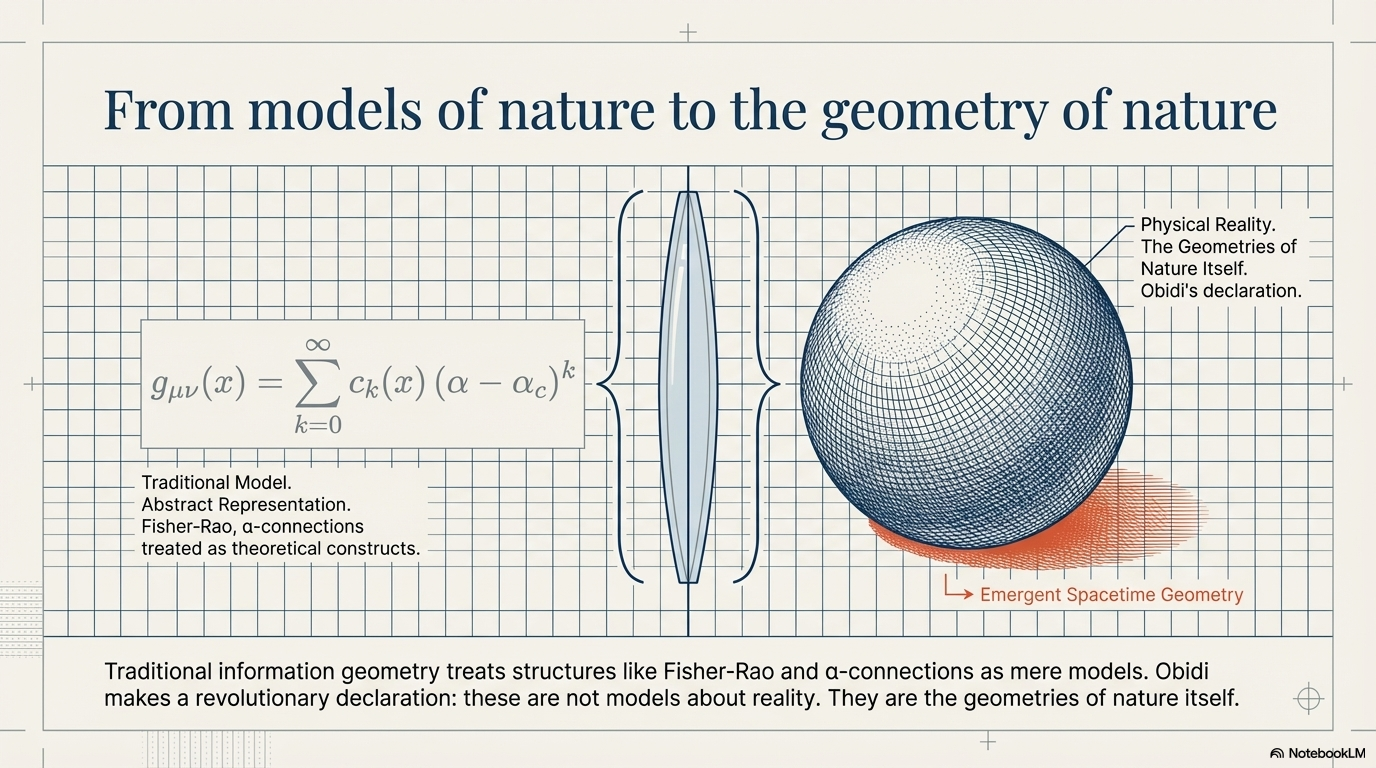 From models of nature to the geometry of nature
g_{μν}(x) = \sum_{k=0}^{∞} c_k(x) (α − α_c)^k
Traditional Model.
Abstract Representation.
Fisher-Rao, α-connections
treated as theoretical constructs.
Physical Reality.
The Geometries of
Nature Itself.
Obidi's declaration.
Emergent Spacetime Geometry
Traditional information geometry treats structures like Fisher-Rao and α-connections as mere models. Obidi
makes a revolutionary declaration: these are not models about reality. They are the geometries of nature itself.
NotebookLM